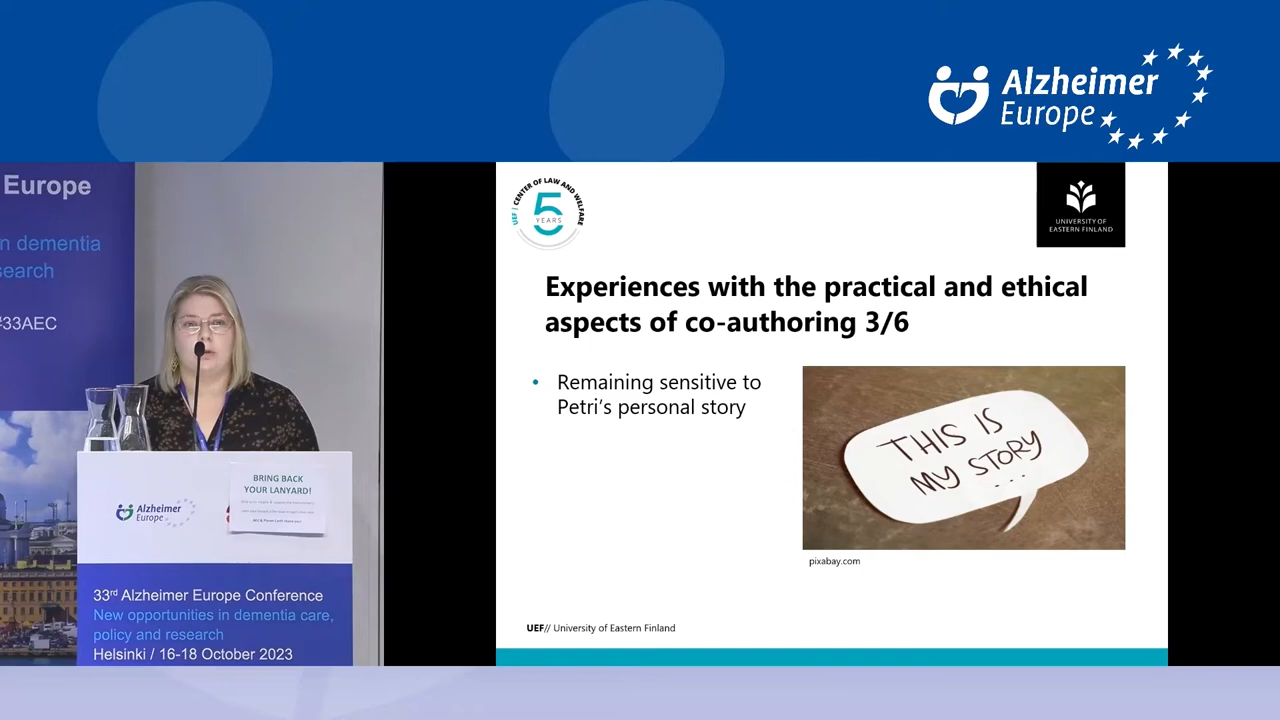 Alzheimer
Europe
Europe
n dementia
search
#33AEC
BRING BACK
YOUR LANYARD!
Alzheimer
Europe
33rd Alzheimer Europe Conference
New opportunities in dementia care,
policy and research
Helsinki / 16-18 October 2023
UEF | CENTER OF LAW AND WELFARE
5
YEARS
UNIVERSITY OF
EASTERN FINLAND
Experiences with the practical and ethical
aspects of co-authoring 3/6
• Remaining sensitive to
Petri’s personal story
THIS IS
MY STORY
...
pixabay.com
UEF// University of Eastern Finland